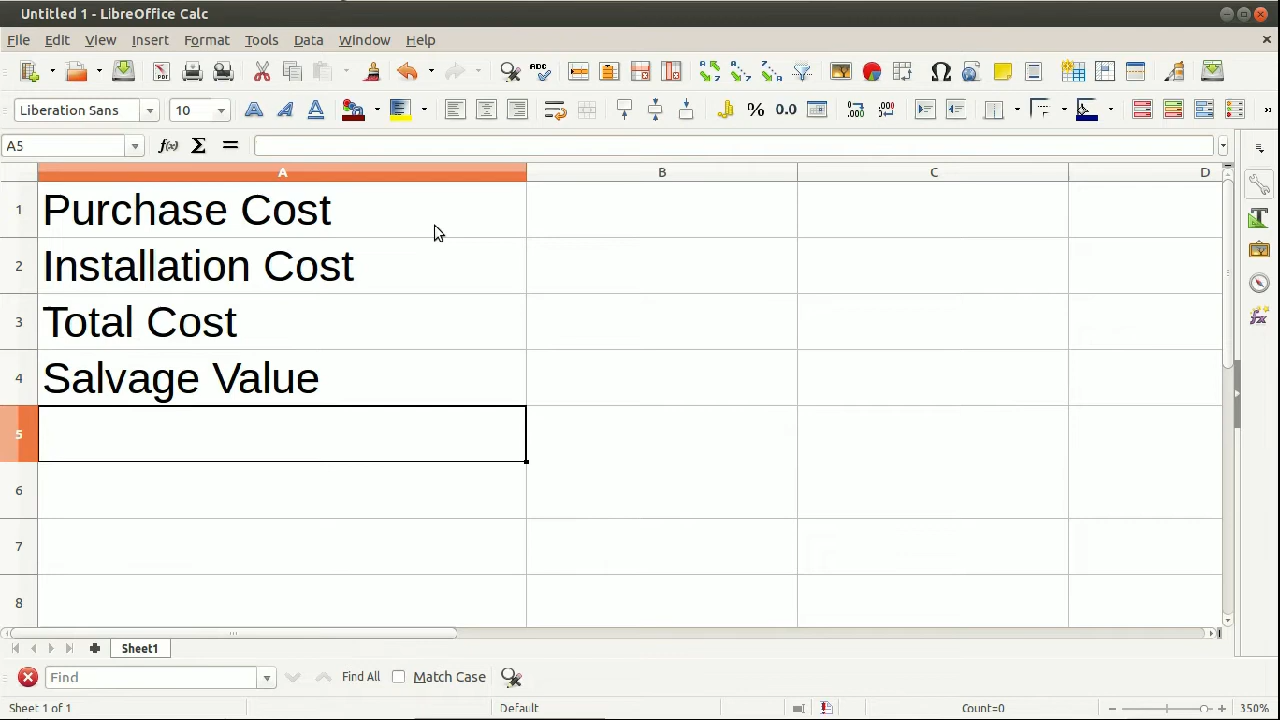 Untitled 1 - LibreOffice Calc
File Edit View Insert Format Tools Data Window Help
Liberation Sans 10
A5
A B C D
1 Purchase Cost
2 Installation Cost
3 Total Cost
4 Salvage Value
5
6
7
8
Sheet1
Find Find All Match Case
Sheet 1 of 1 Default Count=0 350%